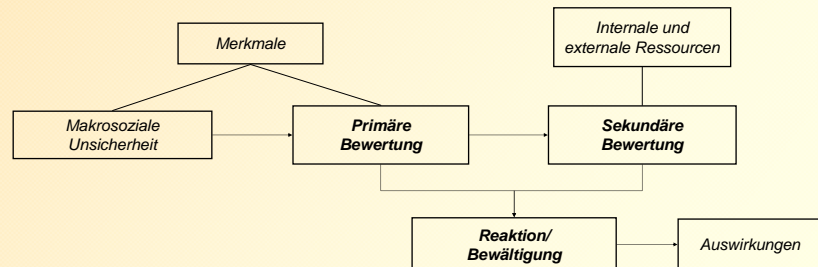 Merkmale
Internale und
externale Ressourcen
Makrosoziale
Unsicherheit
Primäre
Bewertung
Sekundäre
Bewertung
Reaktion/
Bewältigung
Auswirkungen